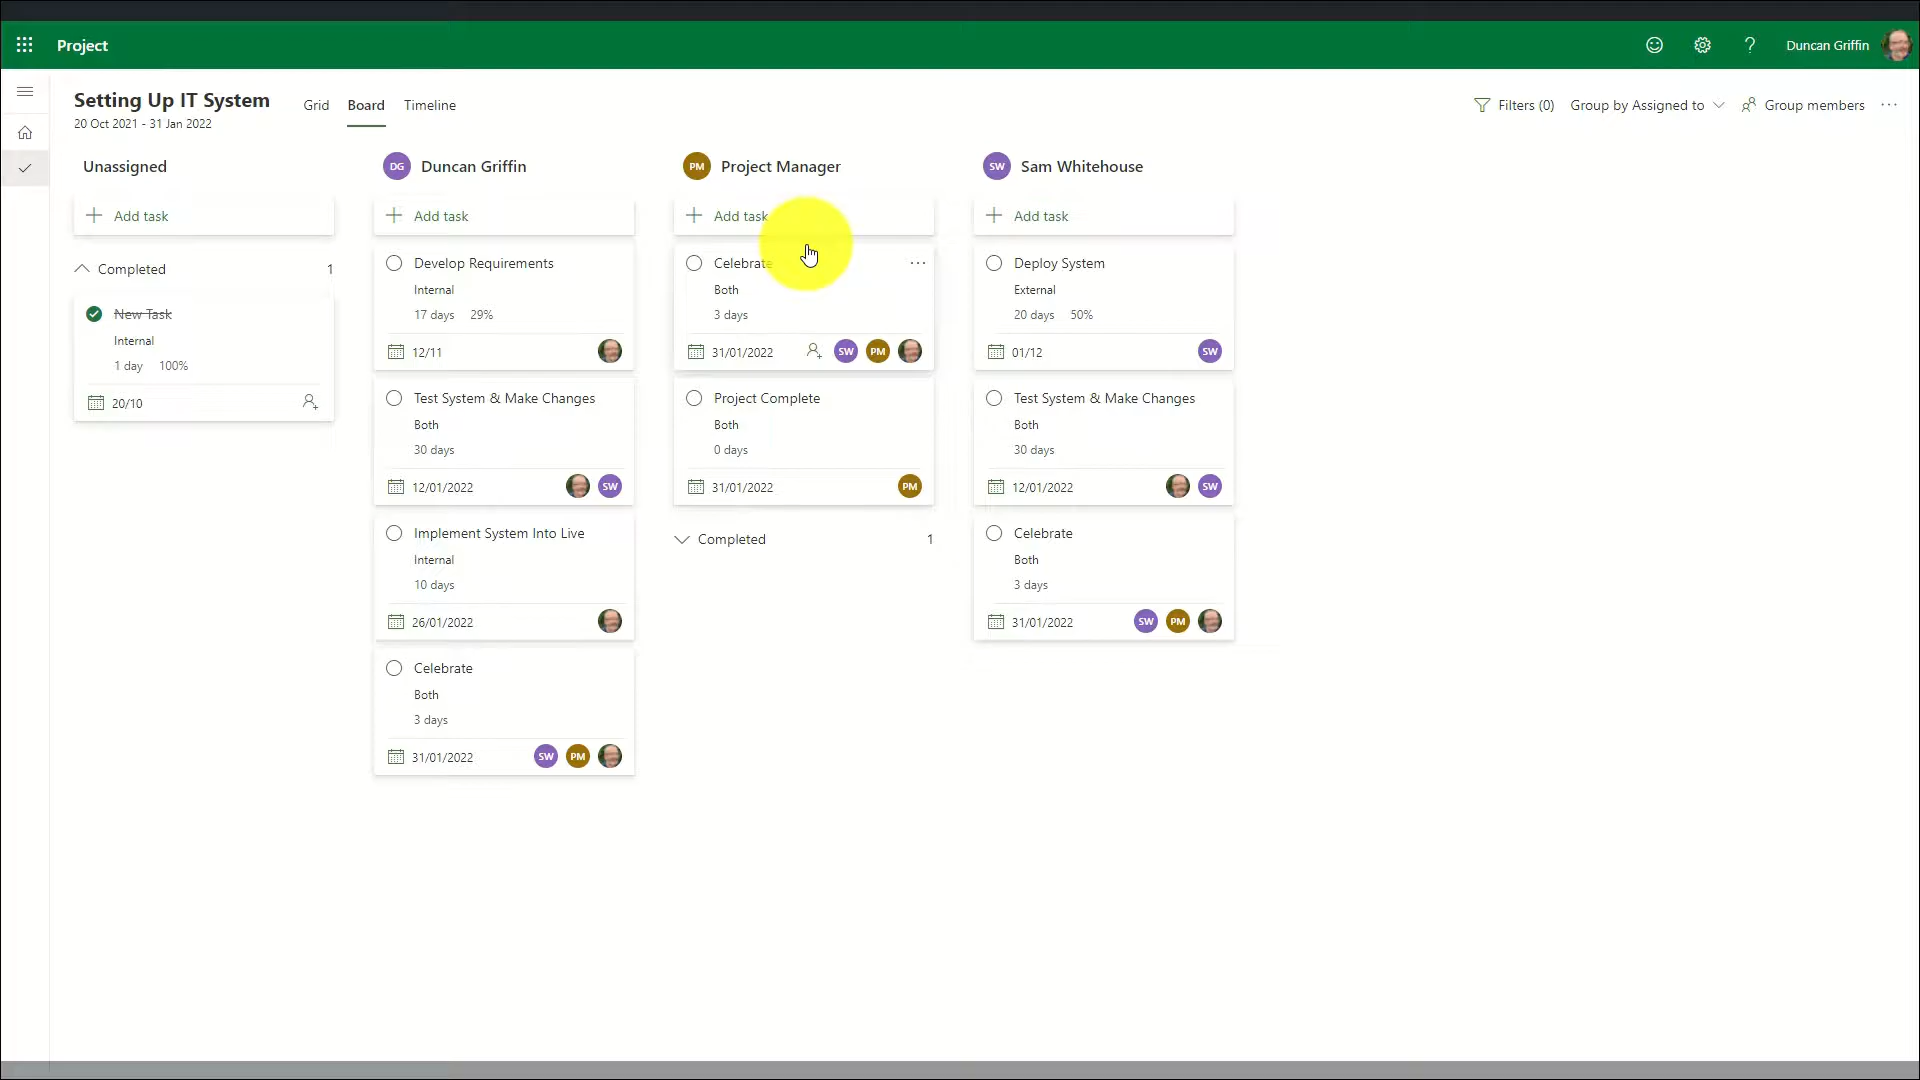 Project
Duncan Griffin
Setting Up IT System
20 Oct 2021 - 31 Jan 2022
Grid
Board
Timeline
Filters (0)
Group by Assigned to
Group members
Unassigned
Add task
Completed 1
New Task
Internal
1 day 100%
20/10
DG Duncan Griffin
Add task
Develop Requirements
Internal
17 days 29%
12/11
Test System & Make Changes
Both
30 days
12/01/2022 SW
Implement System Into Live
Internal
10 days
26/01/2022
Celebrate
Both
3 days
31/01/2022 SW PM
PM Project Manager
Add task
Celebrate
Both
3 days
31/01/2022 SW PM
Project Complete
Both
0 days
31/01/2022 PM
Completed 1
SW Sam Whitehouse
Add task
Deploy System
External
20 days 50%
01/12 SW
Test System & Make Changes
Both
30 days
12/01/2022 SW
Celebrate
Both
3 days
31/01/2022 SW PM